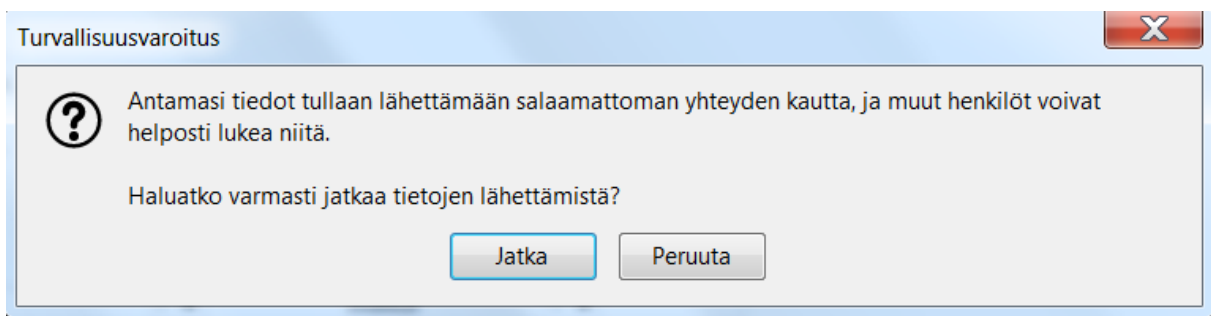 Turvallisuusvaroitus
Antamasi tiedot tullaan lähettämään salaamattoman yhteyden kautta, ja muut henkilöt voivat
helposti lukea niitä.
Haluatko varmasti jatkaa tietojen lähettämistä?
Jatka
Peruuta